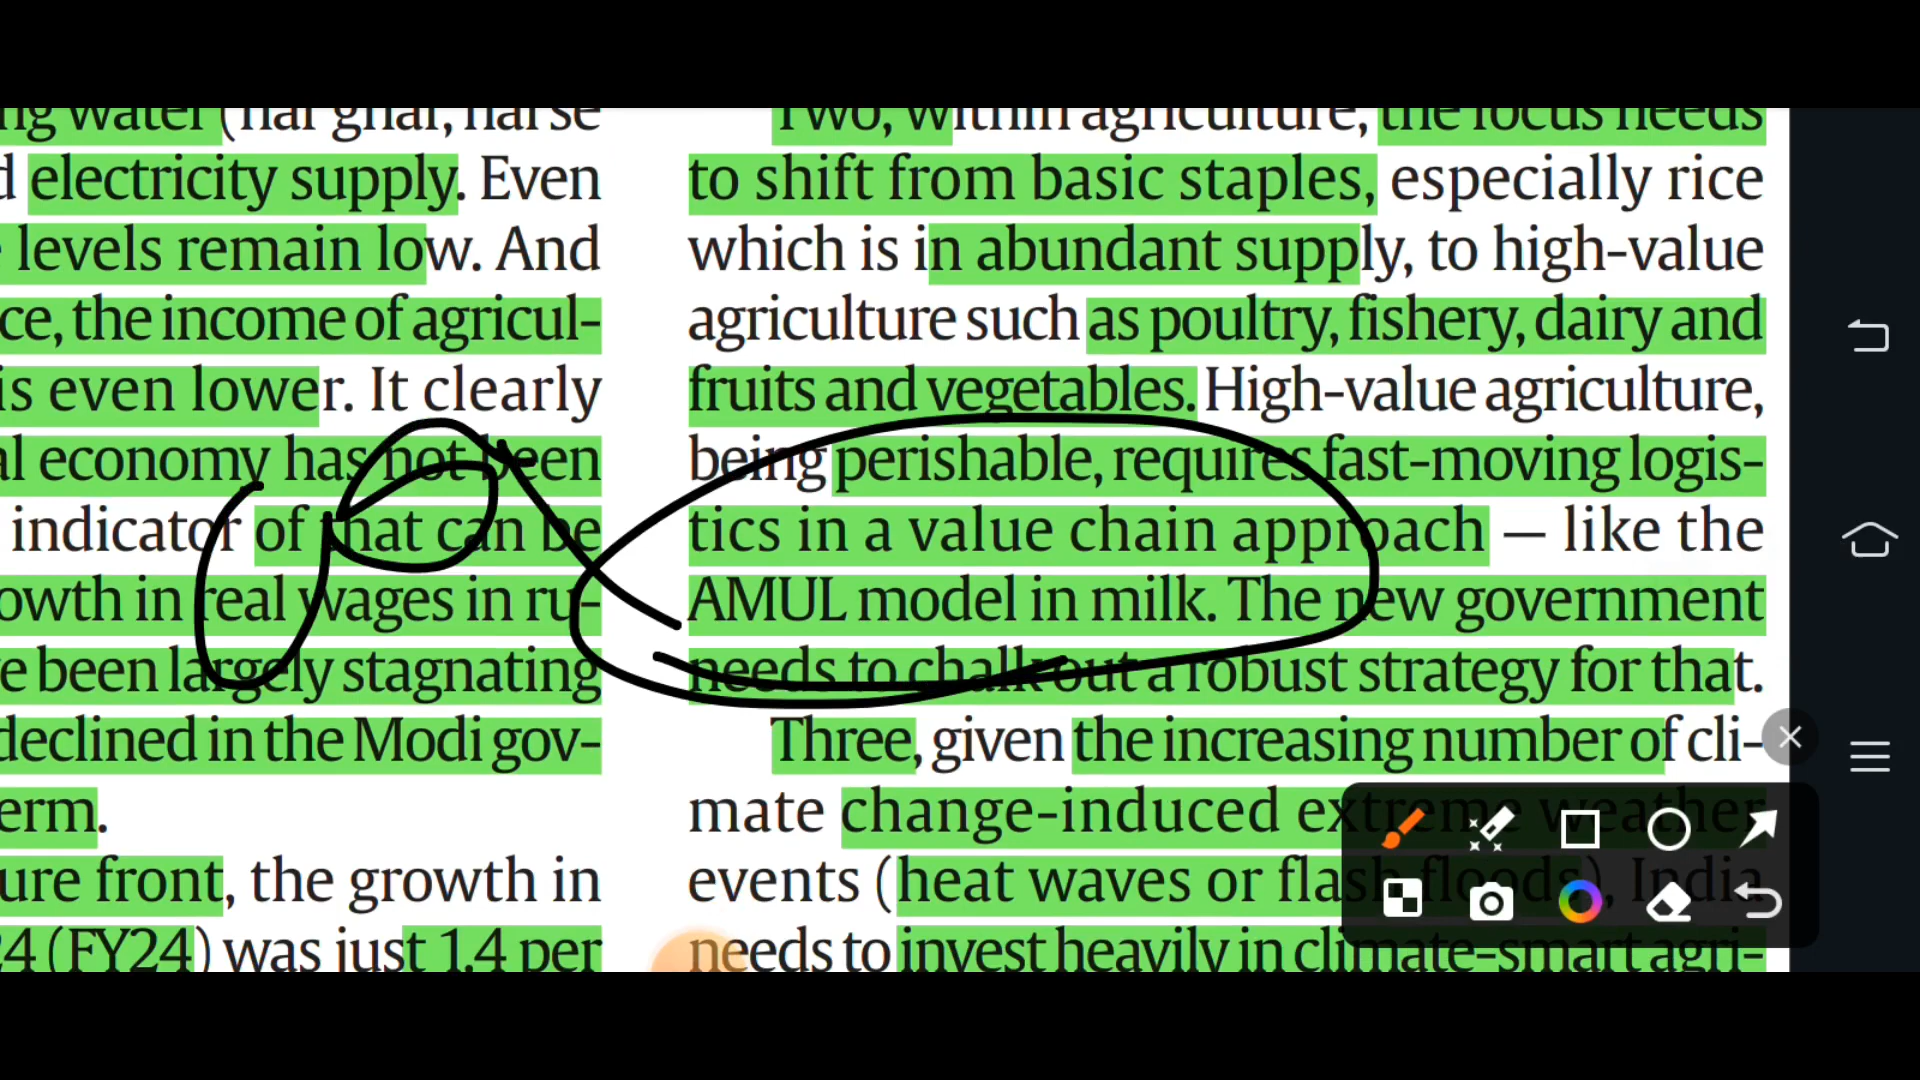 electricity supply. Even
levels remain low. And
ce, the income of agricul-
is even lower. It clearly
al economy has not been
indicator of that can be
owth in real wages in ru-
e been largely stagnating
declined in the Modi gov-
erm.
ure front, the growth in
24 (FY24) was just 1.4 per
Two, within agriculture, the focus needs
to shift from basic staples, especially rice
which is in abundant supply, to high-value
agriculture such as poultry, fishery, dairy and
fruits and vegetables. High-value agriculture,
being perishable, requires fast-moving logis-
tics in a value chain approach — like the
AMUL model in milk. The new government
needs to chalk out a robust strategy for that.
Three, given the increasing number of cli-
mate change-induced extreme weather
events (heat waves or flash floods), India
needs to invest heavily in climate-smart agri-